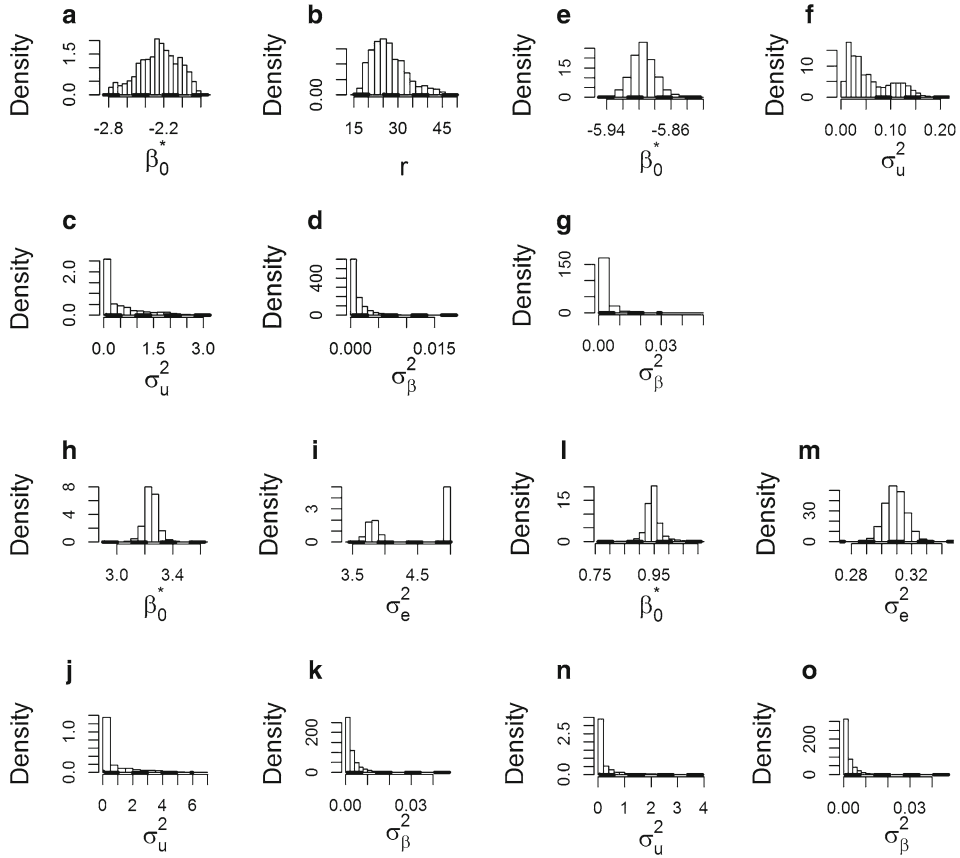 a
Density
0.0 1.5
-2.8 -2.2
β₀*
b
Density
0.00
15 30 45
r
e
Density
0 15
-5.94 -5.86
β₀*
f
Density
0 10
0.00 0.10 0.20
σᵤ²
c
Density
0.0 2.0
0.0 1.5 3.0
σᵤ²
d
Density
0 400
0.000 0.015
σᵦ²
g
Density
0 150
0.00 0.03
σᵦ²
h
Density
0 4 8
3.0 3.4
β₀*
i
Density
3
3.5 4.5
σₑ²
l
Density
0 15
0.75 0.95
β₀*
m
Density
0 30
0.28 0.32
σₑ²
j
Density
0.0 1.0
0 2 4 6
σᵤ²
k
Density
0 200
0.00 0.03
σᵦ²
n
Density
0.0 2.5
0 1 2 3 4
σᵤ²
o
Density
0 200
0.00 0.03
σᵦ²